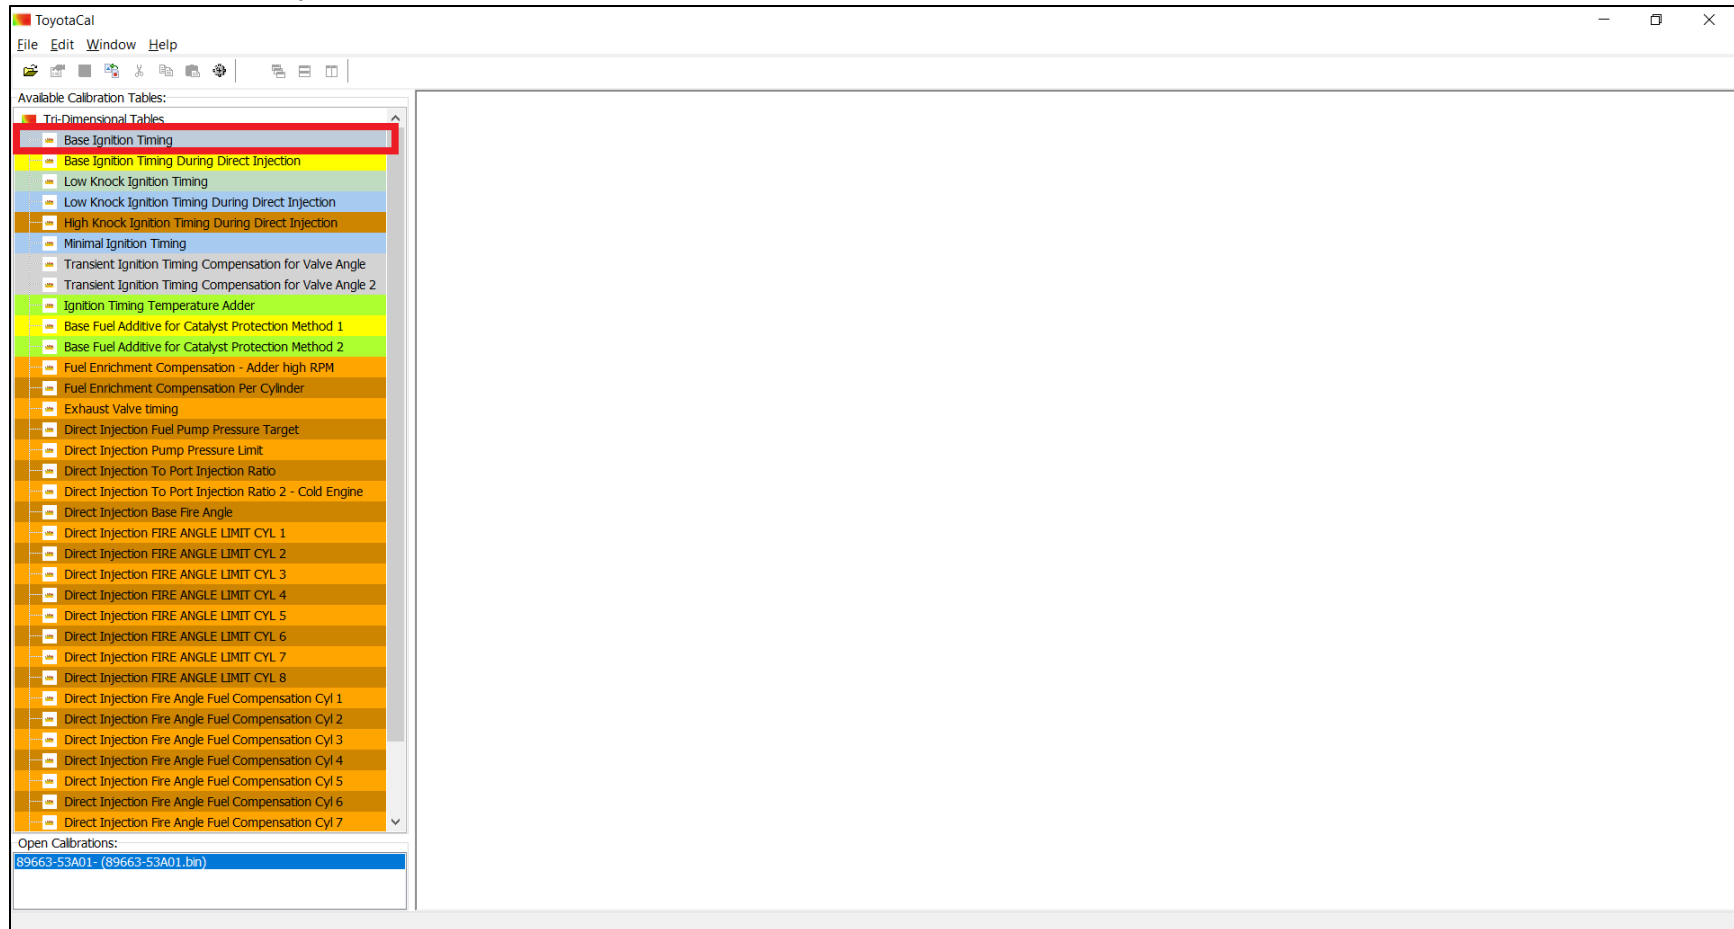 ToyotaCal
File Edit Window Help
Available Calibration Tables:
Tri-Dimensional Tables
Base Ignition Timing
Base Ignition Timing During Direct Injection
Low Knock Ignition Timing
Low Knock Ignition Timing During Direct Injection
High Knock Ignition Timing During Direct Injection
Minimal Ignition Timing
Transient Ignition Timing Compensation for Valve Angle
Transient Ignition Timing Compensation for Valve Angle 2
Ignition Timing Temperature Adder
Base Fuel Additive for Catalyst Protection Method 1
Base Fuel Additive for Catalyst Protection Method 2
Fuel Enrichment Compensation - Adder high RPM
Fuel Enrichment Compensation Per Cylinder
Exhaust Valve timing
Direct Injection Fuel Pump Pressure Target
Direct Injection Pump Pressure Limit
Direct Injection To Port Injection Ratio
Direct Injection To Port Injection Ratio 2 - Cold Engine
Direct Injection Base Fire Angle
Direct Injection FIRE ANGLE LIMIT CYL 1
Direct Injection FIRE ANGLE LIMIT CYL 2
Direct Injection FIRE ANGLE LIMIT CYL 3
Direct Injection FIRE ANGLE LIMIT CYL 4
Direct Injection FIRE ANGLE LIMIT CYL 5
Direct Injection FIRE ANGLE LIMIT CYL 6
Direct Injection FIRE ANGLE LIMIT CYL 7
Direct Injection FIRE ANGLE LIMIT CYL 8
Direct Injection Fire Angle Fuel Compensation Cyl 1
Direct Injection Fire Angle Fuel Compensation Cyl 2
Direct Injection Fire Angle Fuel Compensation Cyl 3
Direct Injection Fire Angle Fuel Compensation Cyl 4
Direct Injection Fire Angle Fuel Compensation Cyl 5
Direct Injection Fire Angle Fuel Compensation Cyl 6
Direct Injection Fire Angle Fuel Compensation Cyl 7
Open Calibrations:
89663-53A01- (89663-53A01.bin)